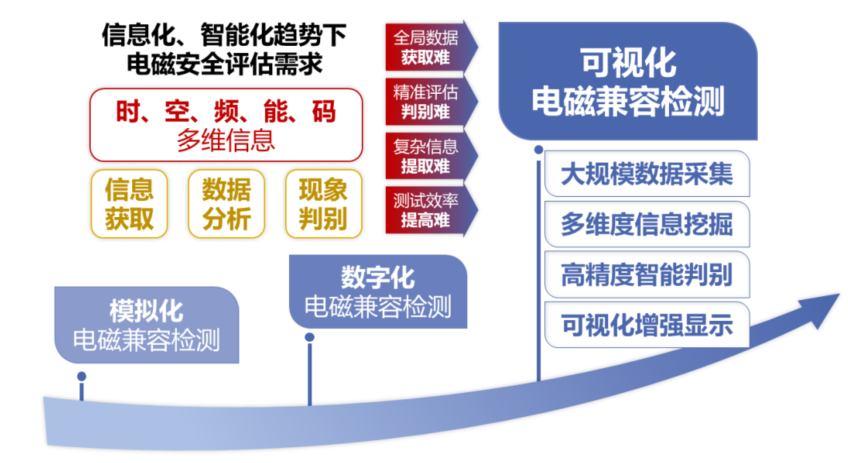 信息化、智能化趋势下
电磁安全评估需求
时、空、频、能、码
多维信息
信息
获取
数据
分析
现象
判别
全局数据
获取难
精准评估
判别难
复杂信息
提取难
测试效率
提高难
可视化
电磁兼容检测
大规模数据采集
多维度信息挖掘
高精度智能判别
可视化增强显示
数字化
电磁兼容检测
模拟化
电磁兼容检测